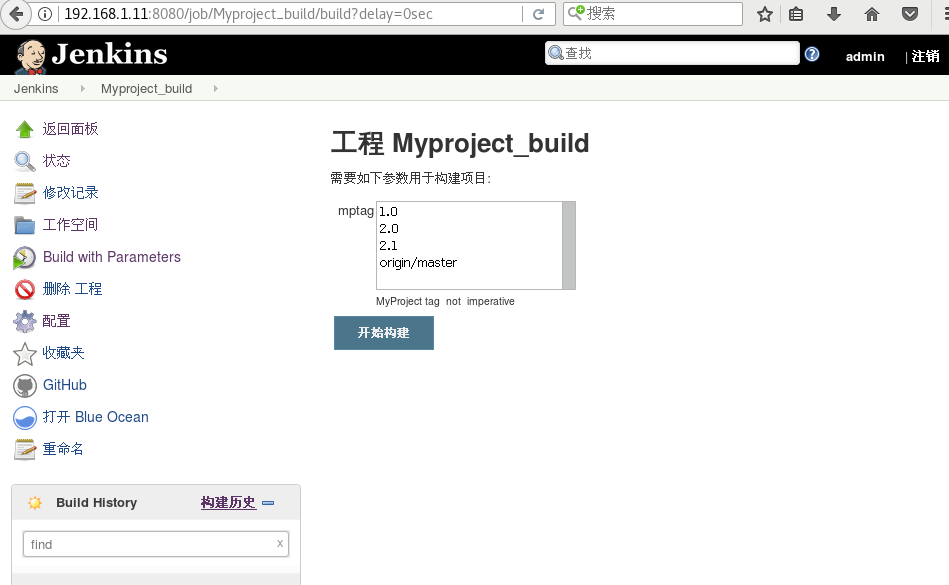 192.168.1.11:8080/job/Myproject_build/build?delay=0sec
搜索
Jenkins
查找
admin
| 注销
Jenkins
Myproject_build
返回面板
状态
修改记录
工作空间
Build with Parameters
删除 工程
配置
收藏夹
GitHub
打开 Blue Ocean
重命名
Build History
构建历史
find
x
工程 Myproject_build
需要如下参数用于构建项目:
mptag
1.0
2.0
2.1
origin/master
MyProject tag not imperative
开始构建